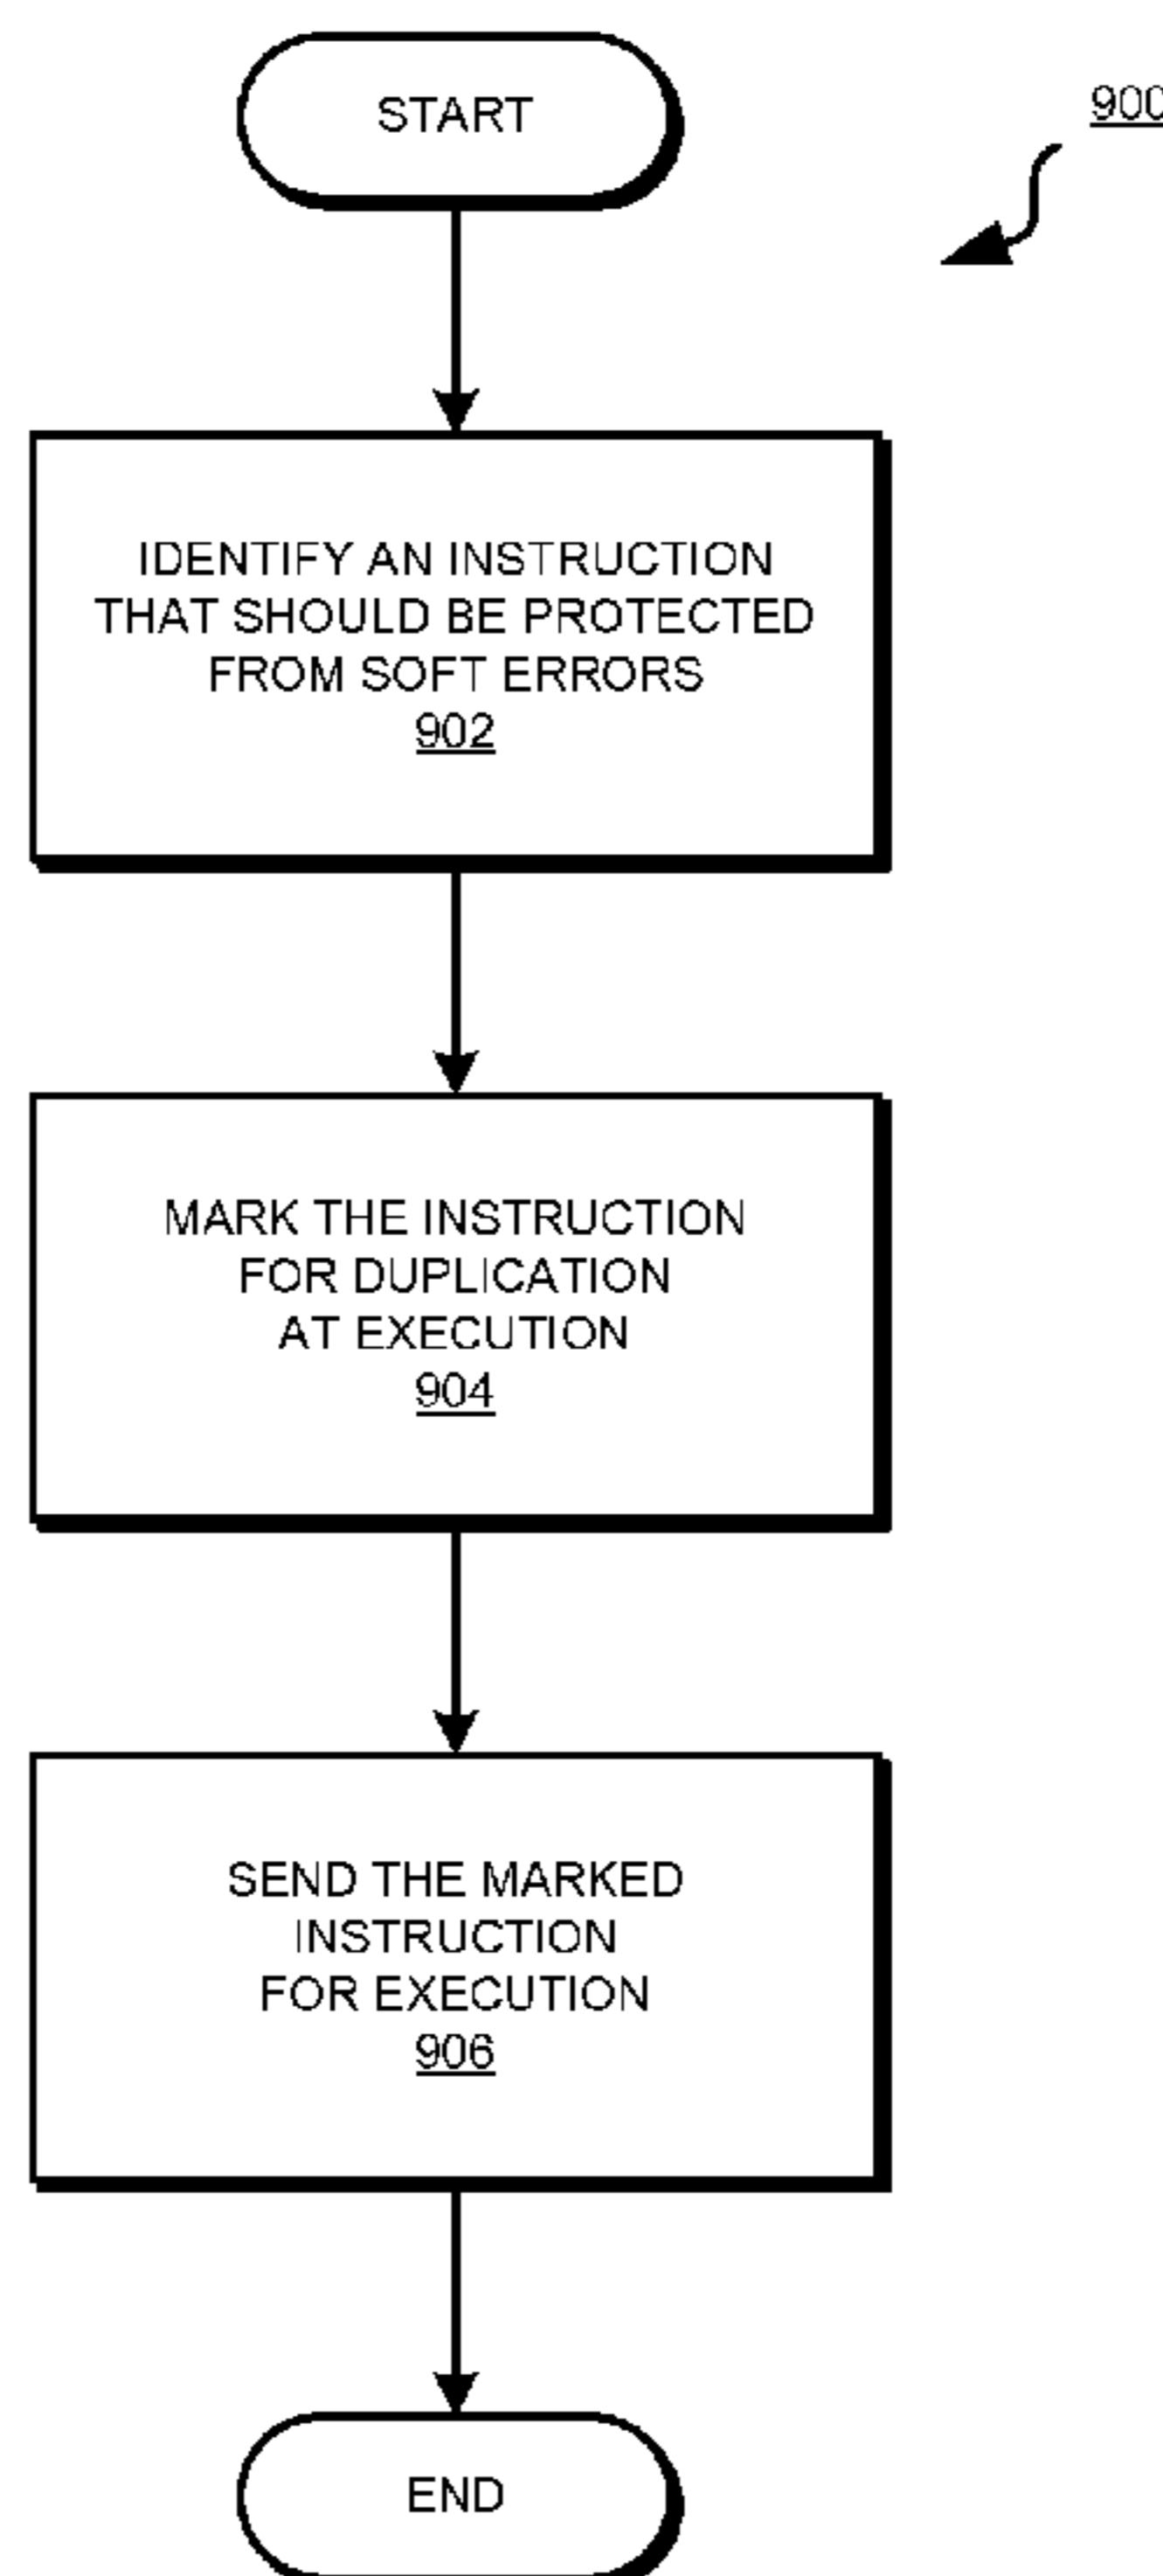 START
900
IDENTIFY AN INSTRUCTION
THAT SHOULD BE PROTECTED
FROM SOFT ERRORS
902
MARK THE INSTRUCTION
FOR DUPLICATION
AT EXECUTION
904
SEND THE MARKED
INSTRUCTION
FOR EXECUTION
906
END